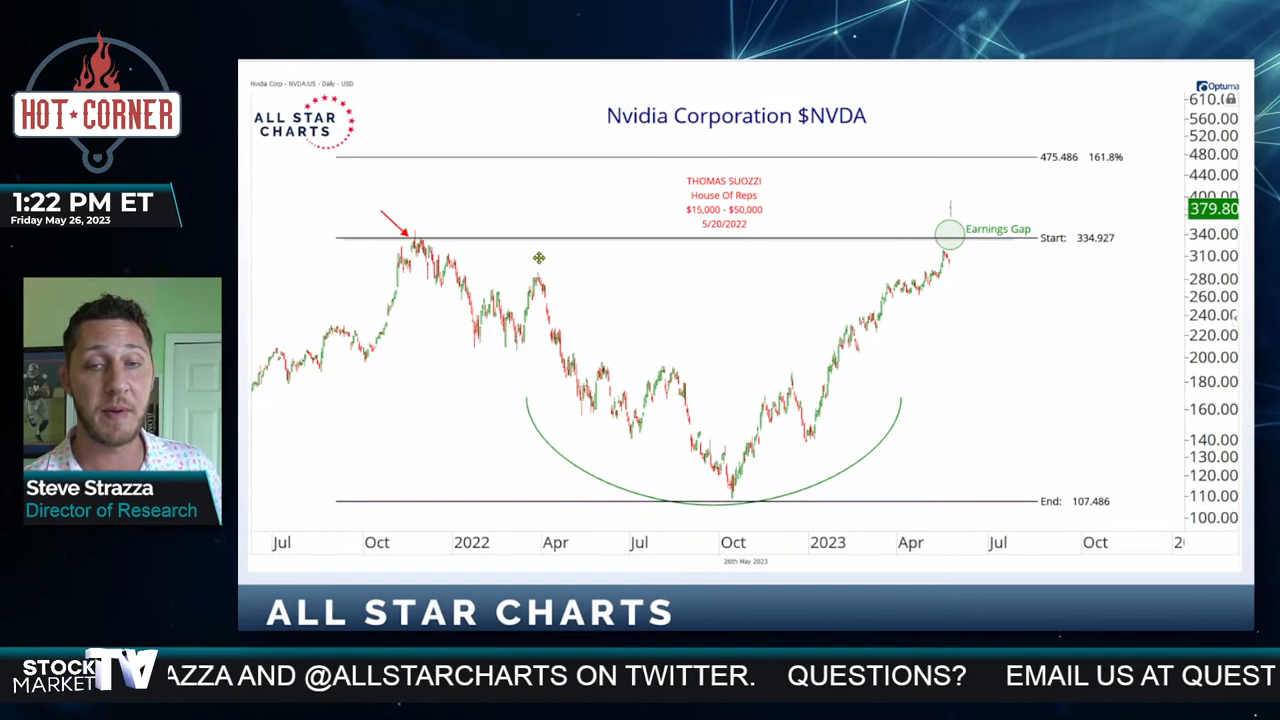 HOT CORNER
1:22 PM ET
Friday May 26, 2023
Steve Strazza
Director of Research
Nvidia Corp - NVDA:US - Daily - USD
ALL STAR
CHARTS
Nvidia Corporation $NVDA
Optuma
610.0
560.00
520.00
480.00
440.00
400.00
379.80
340.00
310.00
280.00
260.00
240.0
220.00
200.00
180.00
160.00
140.00
120.00
110.00
100.00
475.486 161.8%
THOMAS SUOZZI
House Of Reps
$15,000 - $50,000
5/20/2022
Earnings Gap
Start: 334.927
End: 107.486
Jul Oct 2022 Apr Jul Oct 2023 Apr Jul Oct
26th May 2023
ALL STAR CHARTS
STOCK
MARKET TV
AZZA AND @ALLSTARCHARTS ON TWITTER. QUESTIONS? EMAIL US AT QUEST